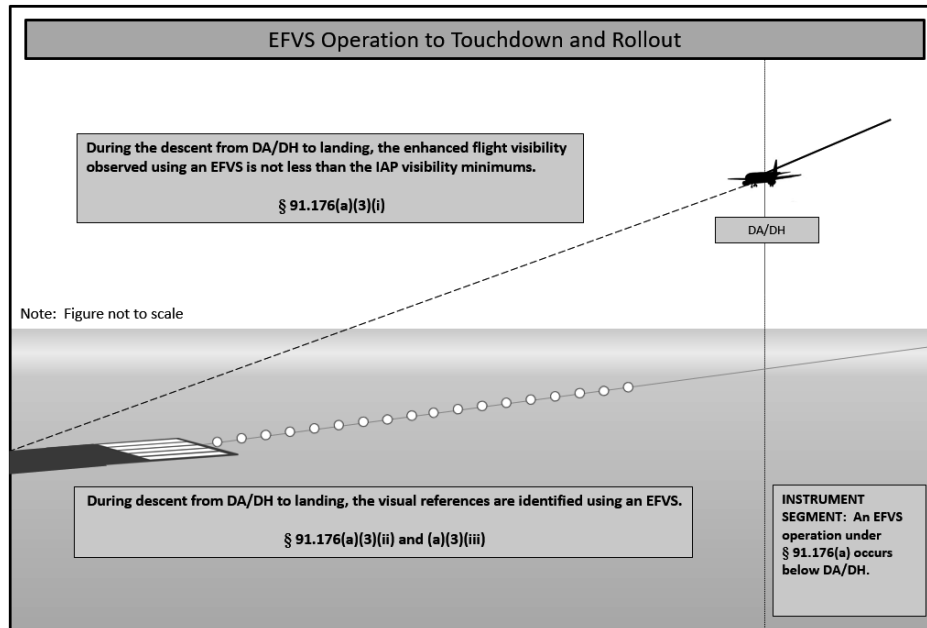 EFVS Operation to Touchdown and Rollout
During the descent from DA/DH to landing, the enhanced flight visibility
observed using an EFVS is not less than the IAP visibility minimums.
§ 91.176(a)(3)(i)
DA/DH
Note: Figure not to scale
During descent from DA/DH to landing, the visual references are identified using an EFVS.
§ 91.176(a)(3)(ii) and (a)(3)(iii)
INSTRUMENT
SEGMENT: An EFVS
operation under
§ 91.176(a) occurs
below DA/DH.